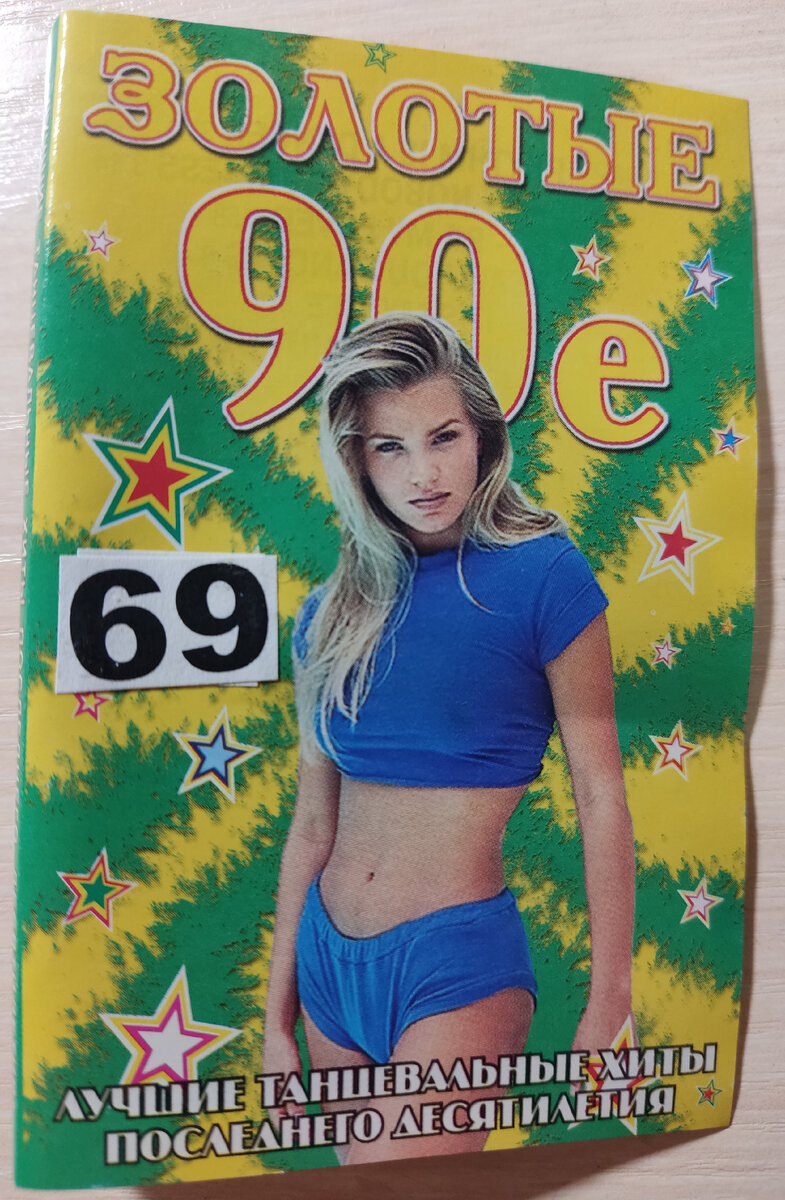 ЗОЛОТЫЕ
90е
69
ЛУЧШИЕ ТАНЦЕВАЛЬНЫЕ ХИТЫ
ПОСЛЕДНЕГО ДЕСЯТИЛЕТИЯ